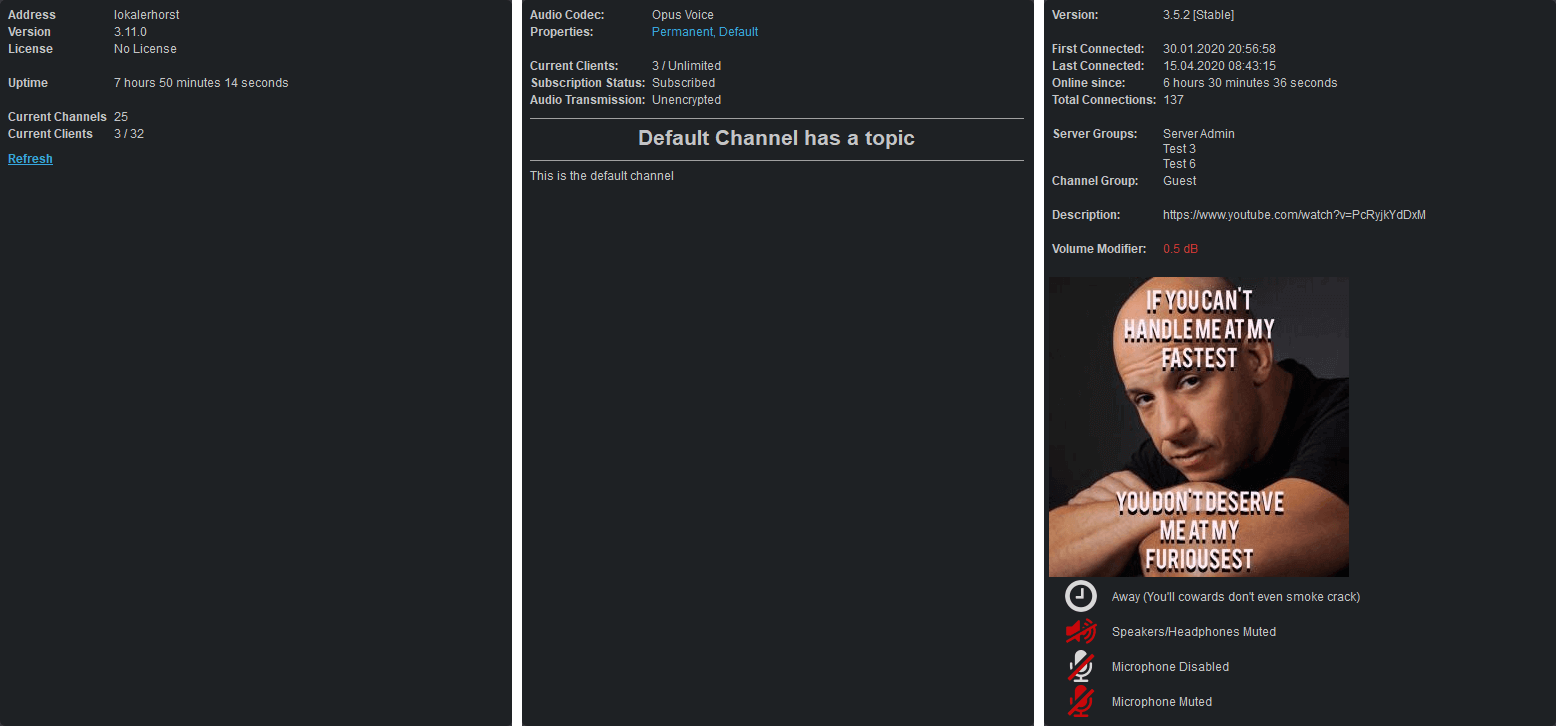 Address lokalerhorst
Version 3.11.0
License No License
Uptime 7 hours 50 minutes 14 seconds
Current Channels 25
Current Clients 3 / 32
Refresh
Audio Codec: Opus Voice
Properties: Permanent, Default
Current Clients: 3 / Unlimited
Subscription Status: Subscribed
Audio Transmission: Unencrypted
Default Channel has a topic
This is the default channel
Version: 3.5.2 [Stable]
First Connected: 30.01.2020 20:56:58
Last Connected: 15.04.2020 08:43:15
Online since: 6 hours 30 minutes 36 seconds
Total Connections: 137
Server Groups: Server Admin
Test 3
Test 6
Channel Group: Guest
Description: https://www.youtube.com/watch?v=PcRyjkYdDxM
Volume Modifier: 0.5 dB
IF YOU CAN'T
HANDLE ME AT MY
FASTEST
YOU DON'T DESERVE
ME AT MY
FURIOUSEST
Away (You'll cowards don't even smoke crack)
Speakers/Headphones Muted
Microphone Disabled
Microphone Muted